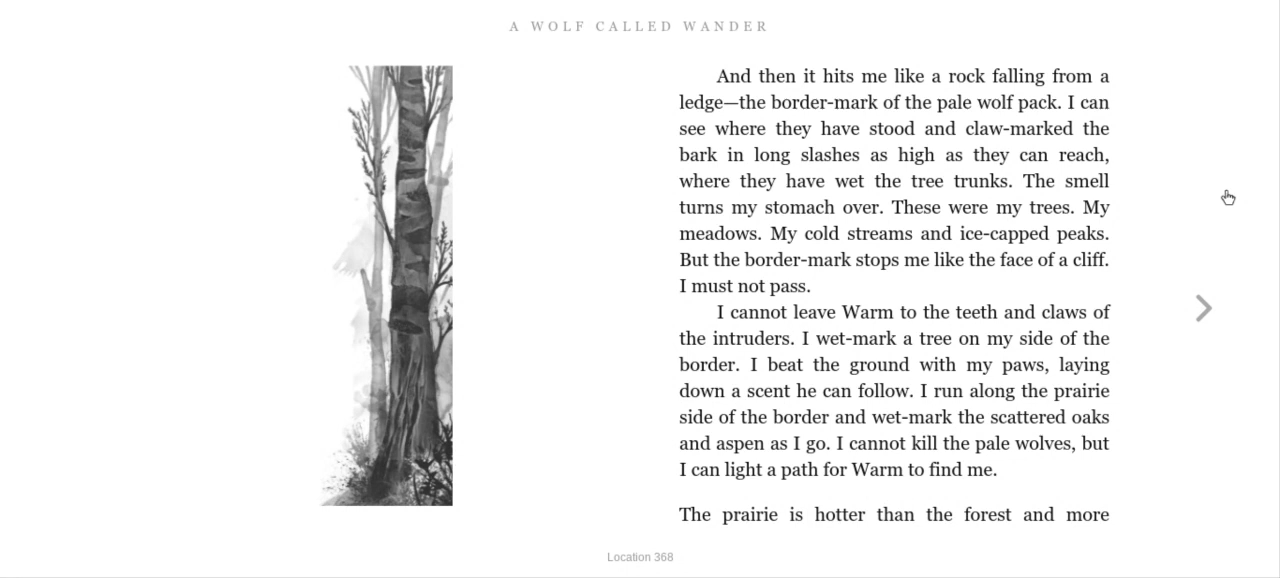 A WOLF CALLED WANDER
And then it hits me like a rock falling from a
ledge—the border-mark of the pale wolf pack. I can
see where they have stood and claw-marked the
bark in long slashes as high as they can reach,
where they have wet the tree trunks. The smell
turns my stomach over. These were my trees. My
meadows. My cold streams and ice-capped peaks.
But the border-mark stops me like the face of a cliff.
I must not pass.
I cannot leave Warm to the teeth and claws of
the intruders. I wet-mark a tree on my side of the
border. I beat the ground with my paws, laying
down a scent he can follow. I run along the prairie
side of the border and wet-mark the scattered oaks
and aspen as I go. I cannot kill the pale wolves, but
I can light a path for Warm to find me.
The prairie is hotter than the forest and more
Location 368